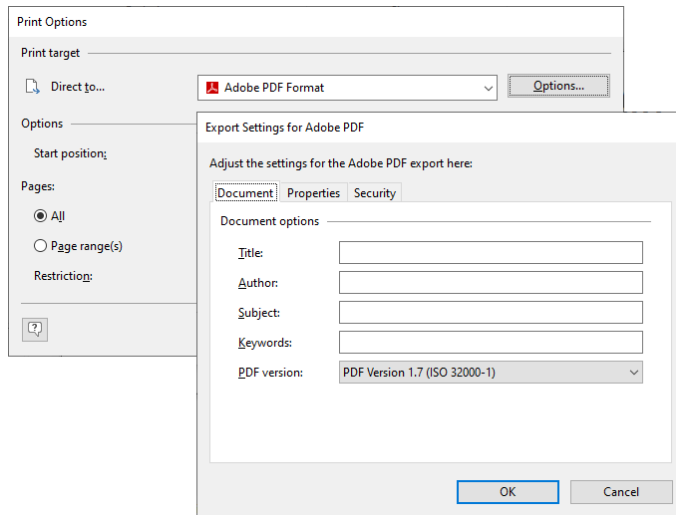 Print Options
Print target
Direct to...
Adobe PDF Format
Options...
Options
Start position:
Pages:
All
Page range(s)
Restriction:
Export Settings for Adobe PDF
Adjust the settings for the Adobe PDF export here:
Document Properties Security
Document options
Title:
Author:
Subject:
Keywords:
PDF version:
PDF Version 1.7 (ISO 32000-1)
OK
Cancel